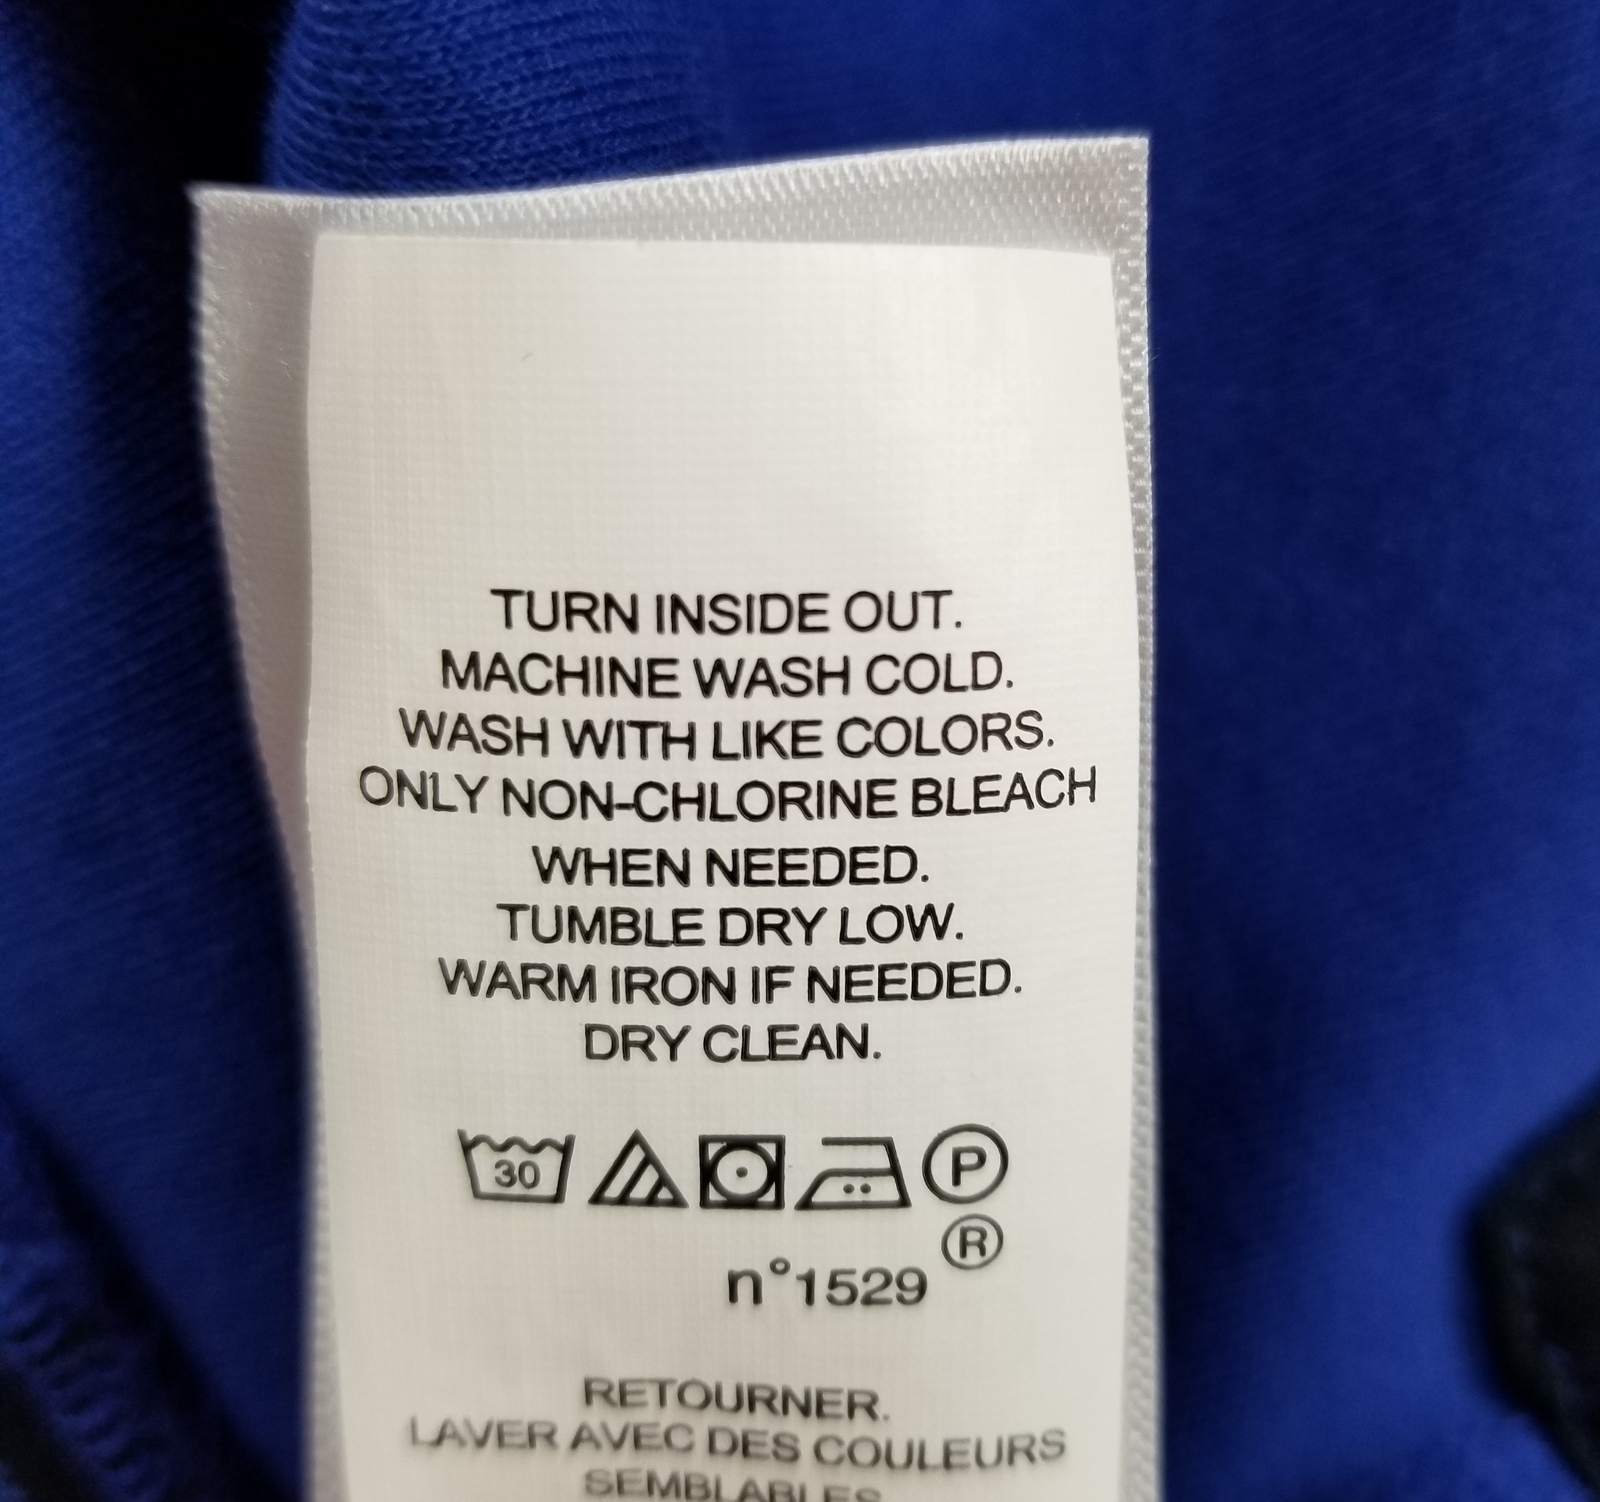 TURN INSIDE OUT.
MACHINE WASH COLD.
WASH WITH LIKE COLORS.
ONLY NON-CHLORINE BLEACH
WHEN NEEDED.
TUMBLE DRY LOW.
WARM IRON IF NEEDED.
DRY CLEAN.
30 P
®
n°1529
RETOURNER.
LAVER AVEC DES COULEURS
SEMBLABLES